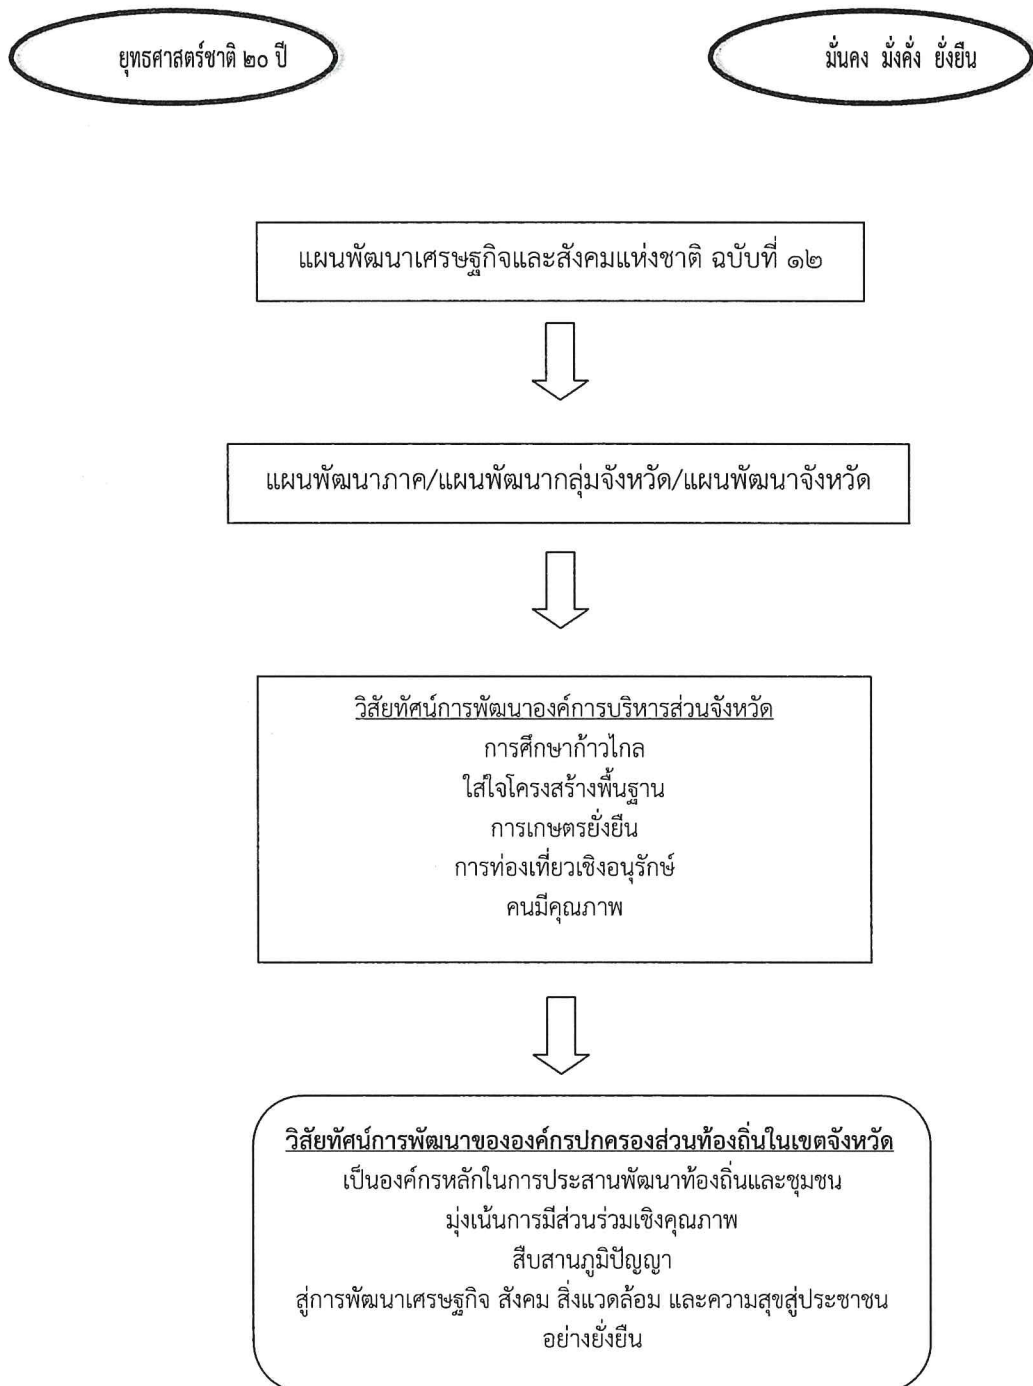 ยุทธศาสตร์ชาติ ๒๐ ปี
มั่นคง มั่งคั่ง ยั่งยืน
แผนพัฒนาเศรษฐกิจและสังคมแห่งชาติ ฉบับที่ ๑๒
แผนพัฒนาภาค/แผนพัฒนากลุ่มจังหวัด/แผนพัฒนาจังหวัด
วิสัยทัศน์การพัฒนาองค์การบริหารส่วนจังหวัด
การศึกษาก้าวไกล
ใส่ใจโครงสร้างพื้นฐาน
การเกษตรยั่งยืน
การท่องเที่ยวเชิงอนุรักษ์
คนมีคุณภาพ
วิสัยทัศน์การพัฒนาขององค์กรปกครองส่วนท้องถิ่นในเขตจังหวัด
เป็นองค์กรหลักในการประสานพัฒนาท้องถิ่นและชุมชน
มุ่งเน้นการมีส่วนร่วมเชิงคุณภาพ
สืบสานภูมิปัญญา
สู่การพัฒนาเศรษฐกิจ สังคม สิ่งแวดล้อม และความสุขสู่ประชาชน
อย่างยั่งยืน